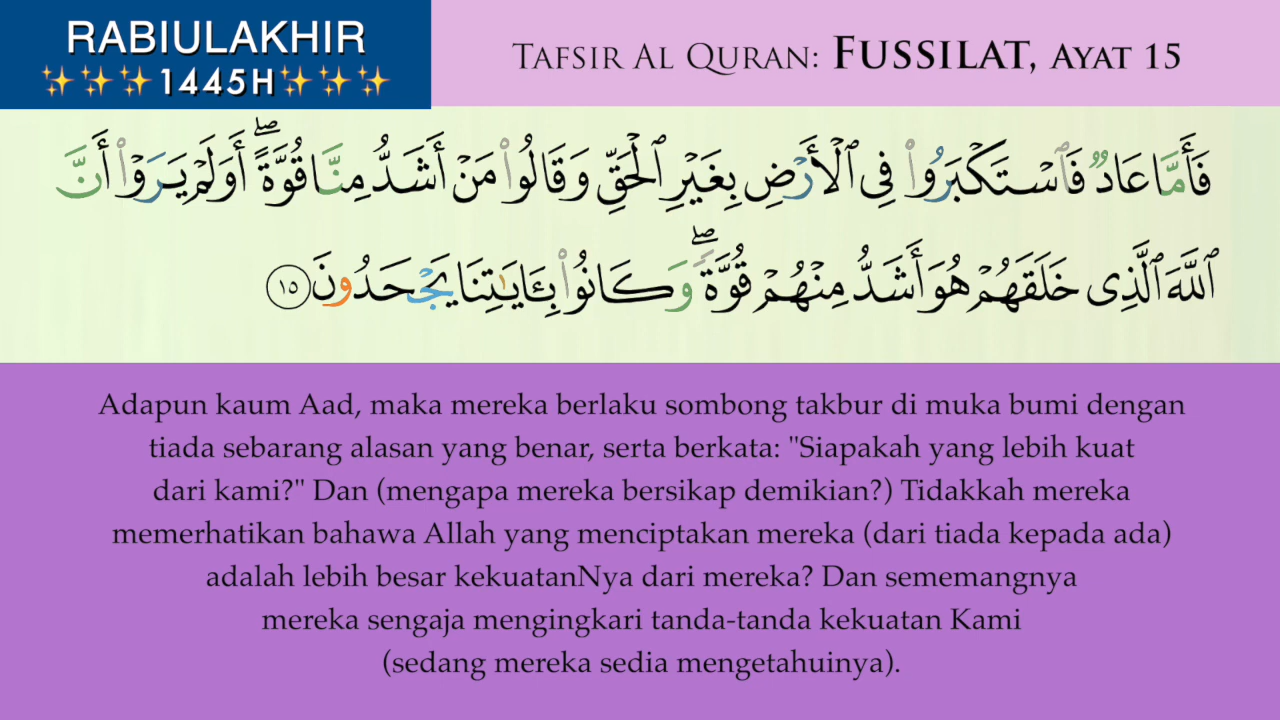 RABIULAKHIR
✨✨✨1445H✨✨✨
TAFSIR AL QURAN: FUSSILAT, AYAT 15
فَأَمَّا عَادٌ فَٱسْتَكْبَرُوا۟ فِى ٱلْأَرْضِ بِغَيْرِ ٱلْحَقِّ وَقَالُوا۟ مَنْ أَشَدُّ مِنَّا قُوَّةً ۖ أَوَلَمْ يَرَوْا۟ أَنَّ
ٱللَّهَ ٱلَّذِى خَلَقَهُمْ هُوَ أَشَدُّ مِنْهُمْ قُوَّةً ۖ وَكَانُوا۟ بِـَٔايَـٰتِنَا يَجْحَدُونَ ١٥
Adapun kaum Aad, maka mereka berlaku sombong takbur di muka bumi dengan
tiada sebarang alasan yang benar, serta berkata: "Siapakah yang lebih kuat
dari kami?" Dan (mengapa mereka bersikap demikian?) Tidakkah mereka
memerhatikan bahawa Allah yang menciptakan mereka (dari tiada kepada ada)
adalah lebih besar kekuatanNya dari mereka? Dan sememangnya
mereka sengaja mengingkari tanda-tanda kekuatan Kami
(sedang mereka sedia mengetahuinya).